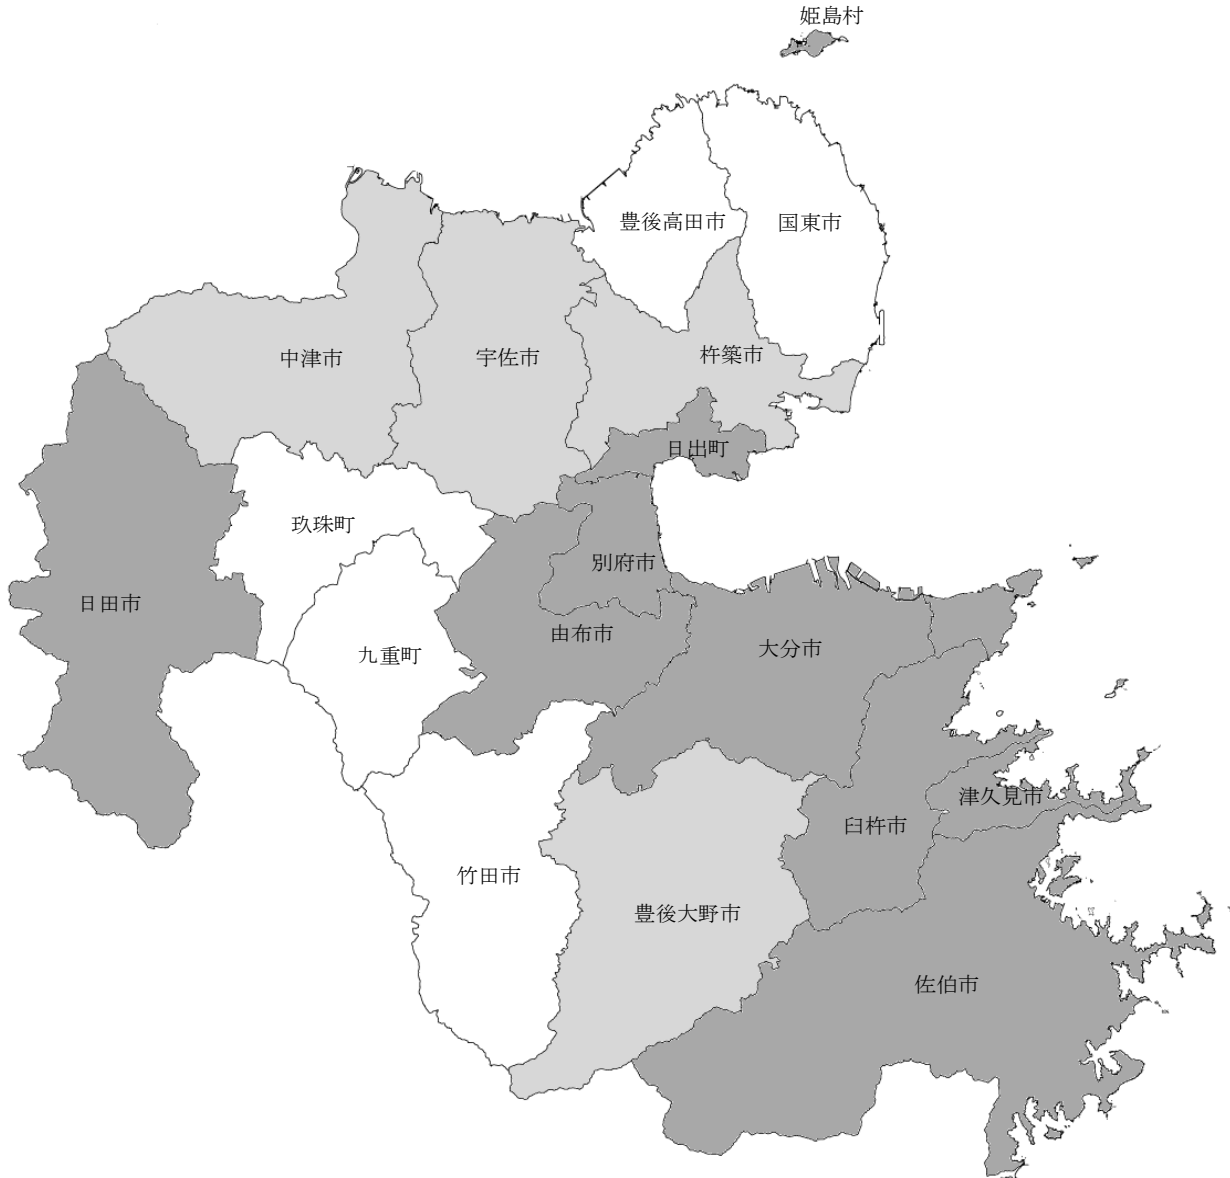 姫島村
豊後高田市
国東市
中津市
宇佐市
杵築市
日出町
玖珠町
別府市
日田市
由布市
大分市
九重町
津久見市
臼杵市
竹田市
豊後大野市
佐伯市